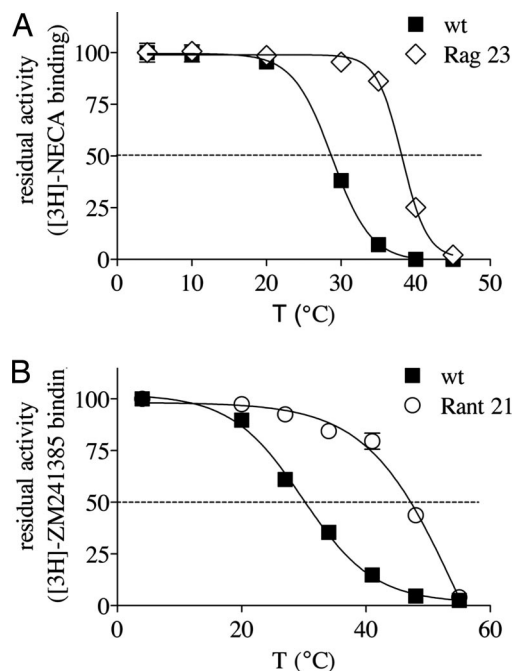 A
wt
Rag 23
residual activity
([3H]-NECA binding)
100
75
50
25
0
0 10 20 30 40 50
T (°C)
B
wt
Rant 21
residual activity
([3H]-ZM241385 bindin
100
75
50
25
0
0 20 40 60
T (°C)